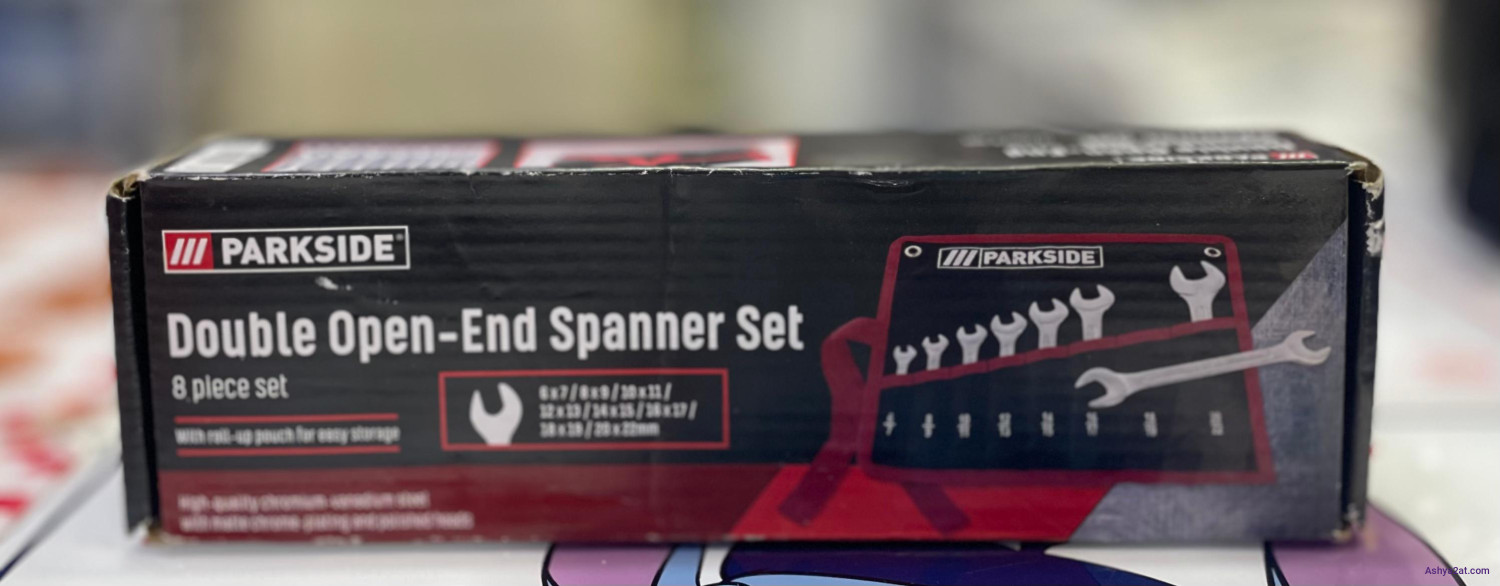 PARKSIDE®
Double Open-End Spanner Set
8 piece set
With roll-up pouch for easy storage
6 x 7 / 8 x 9 / 10 x 11 /
12 x 13 / 14 x 15 / 16 x 17 /
18 x 19 / 20 x 22mm
High-quality chromium-vanadium steel
with matte chrome-plating and polished heads
PARKSIDE